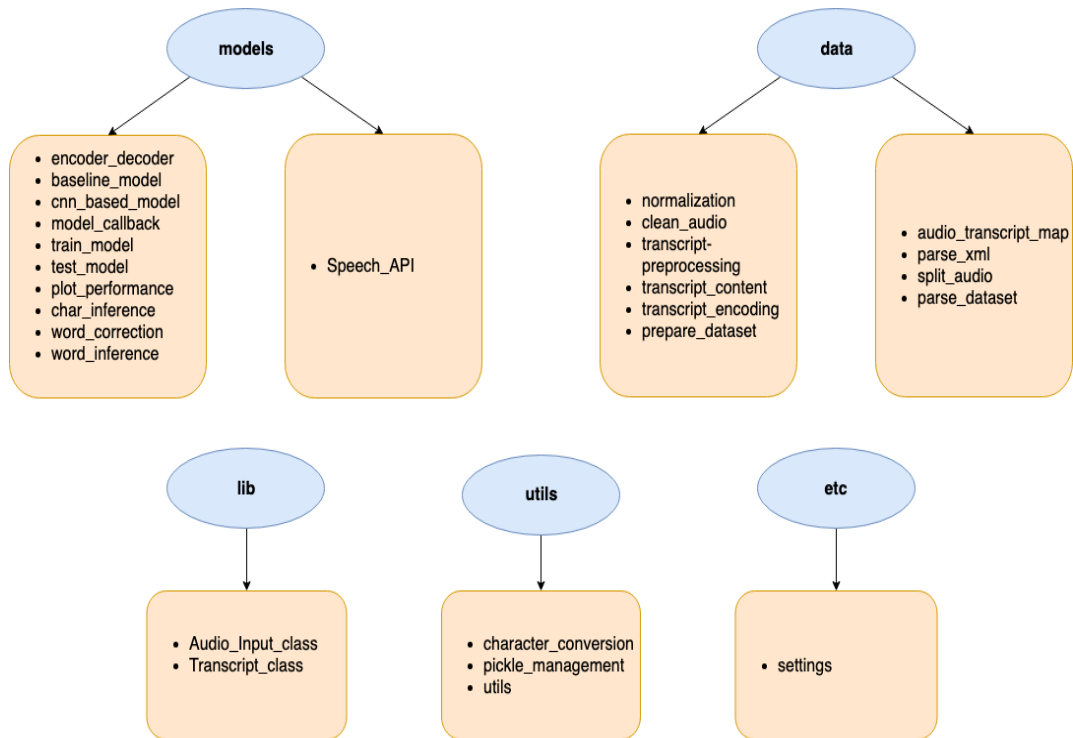 models
data
• encoder_decoder
• baseline_model
• cnn_based_model
• model_callback
• train_model
• test_model
• plot_performance
• char_inference
• word_correction
• word_inference
• Speech_API
• normalization
• clean_audio
• transcript-
preprocessing
• transcript_content
• transcript_encoding
• prepare_dataset
• audio_transcript_map
• parse_xml
• split_audio
• parse_dataset
lib
utils
etc
• Audio_Input_class
• Transcript_class
• character_conversion
• pickle_management
• utils
• settings